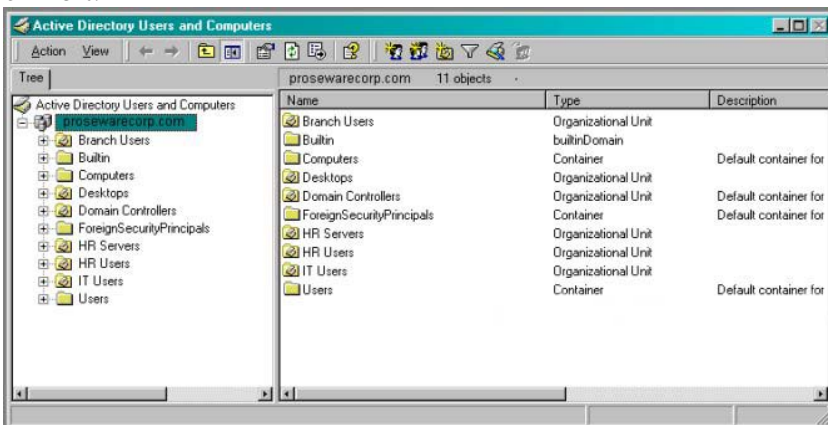 Active Directory Users and Computers
Action View
Tree
prosewarecorp.com 11 objects
Active Directory Users and Computers
prosewarecorp.com
Branch Users
Builtin
Computers
Desktops
Domain Controllers
ForeignSecurityPrincipals
HR Servers
HR Users
IT Users
Users
Name Type Description
Branch Users Organizational Unit
Builtin builtinDomain
Computers Container Default container for
Desktops Organizational Unit
Domain Controllers Organizational Unit Default container for
ForeignSecurityPrincipals Container Default container for
HR Servers Organizational Unit
HR Users Organizational Unit
IT Users Organizational Unit
Users Container Default container for